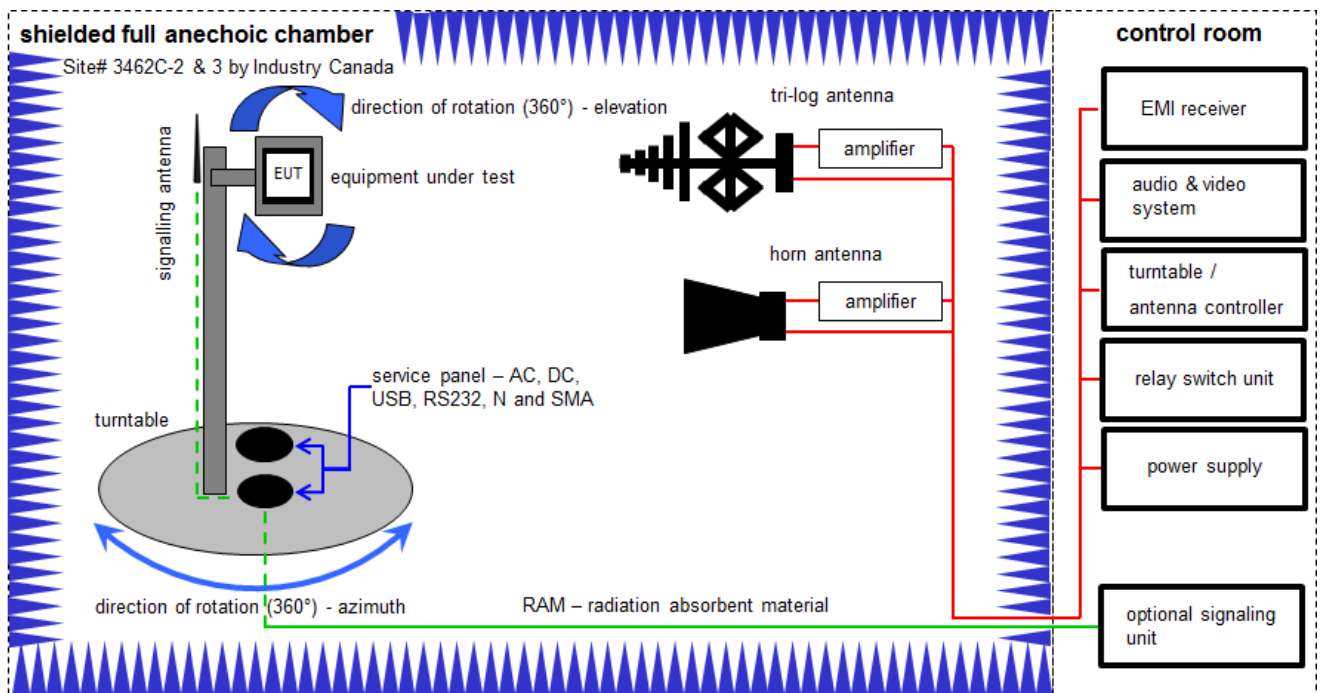 shielded full anechoic chamber
Site# 3462C-2 & 3 by Industry Canada
direction of rotation (360°) - elevation
signalling antenna
EUT
equipment under test
tri-log antenna
amplifier
horn antenna
amplifier
service panel – AC, DC,
USB, RS232, N and SMA
turntable
direction of rotation (360°) - azimuth
RAM – radiation absorbent material
control room
EMI receiver
audio & video
system
turntable /
antenna controller
relay switch unit
power supply
optional signaling
unit